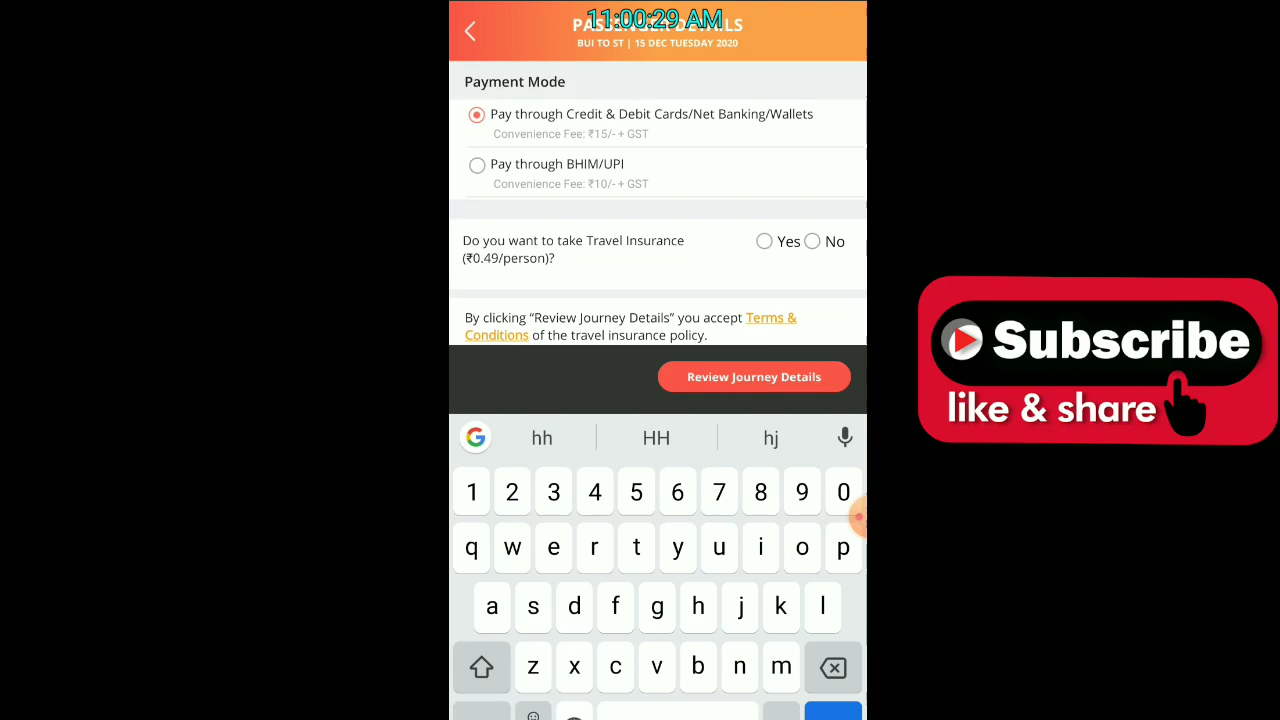 11:00:29 AM
PASSENGER DETAILS
BUI TO ST | 15 DEC TUESDAY 2020
Payment Mode
Pay through Credit & Debit Cards/Net Banking/Wallets
Convenience Fee: ₹15/- + GST
Pay through BHIM/UPI
Convenience Fee: ₹10/- + GST
Do you want to take Travel Insurance
(₹0.49/person)?
Yes No
By clicking “Review Journey Details” you accept Terms &
Conditions of the travel insurance policy.
Review Journey Details
Subscribe
like & share
hh HH hj
1 2 3 4 5 6 7 8 9 0
q w e r t y u i o p
a s d f g h j k l
z x c v b n m